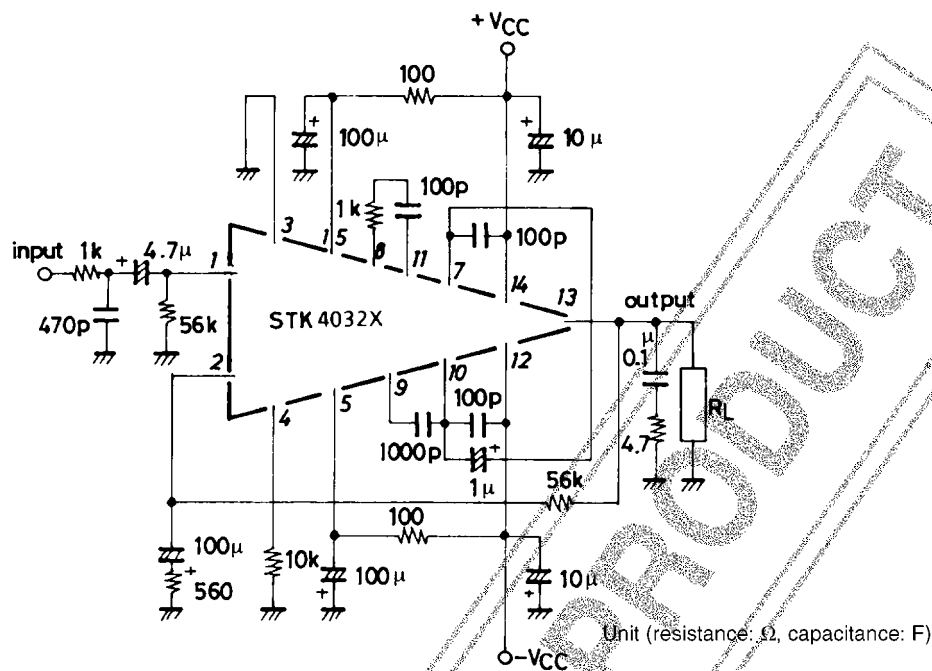 +VCC
100
100μ
10μ
100p
1k
3
15
8
11
7
100p
14
13
input
1k
+
4.7μ
1
470p
56k
STK4032X
output
2
12
μ
0.1
9
10
4
5
100p
1000p
+
1μ
4.7
RL
56k
100
100μ
+
560
10k
100μ
+
10μ
+
-VCC
PRODUCT
PRODUCT
Unit (resistance: Ω, capacitance: F)